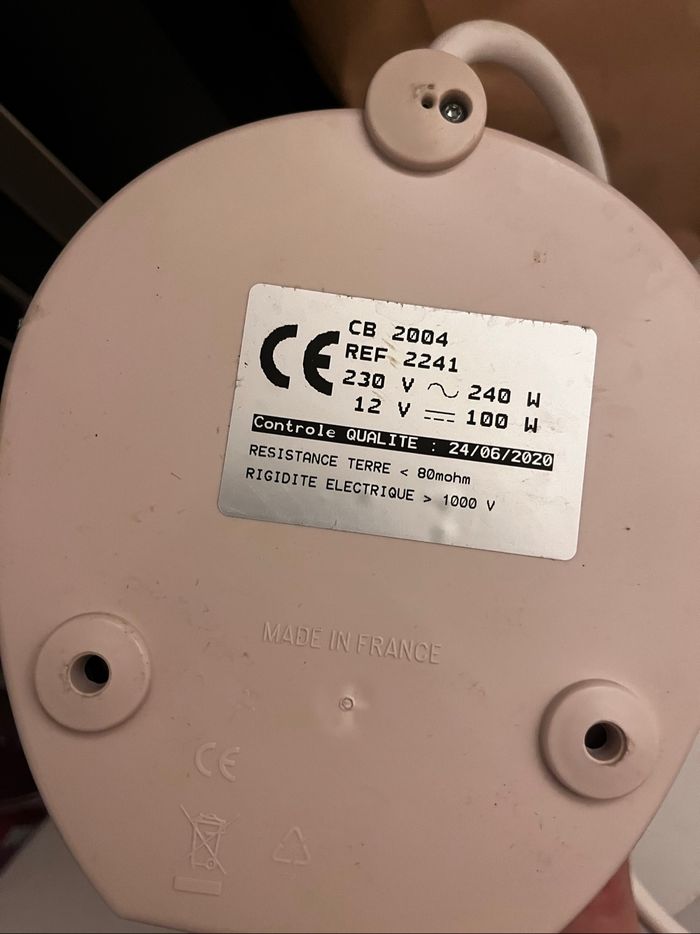 CE
CB 2004
REF 2241
230 V ~ 240 W
12 V ⎓ 100 W
Controle QUALITE : 24/06/2020
RESISTANCE TERRE < 80mohm
RIGIDITE ELECTRIQUE > 1000 V
MADE IN FRANCE
CE